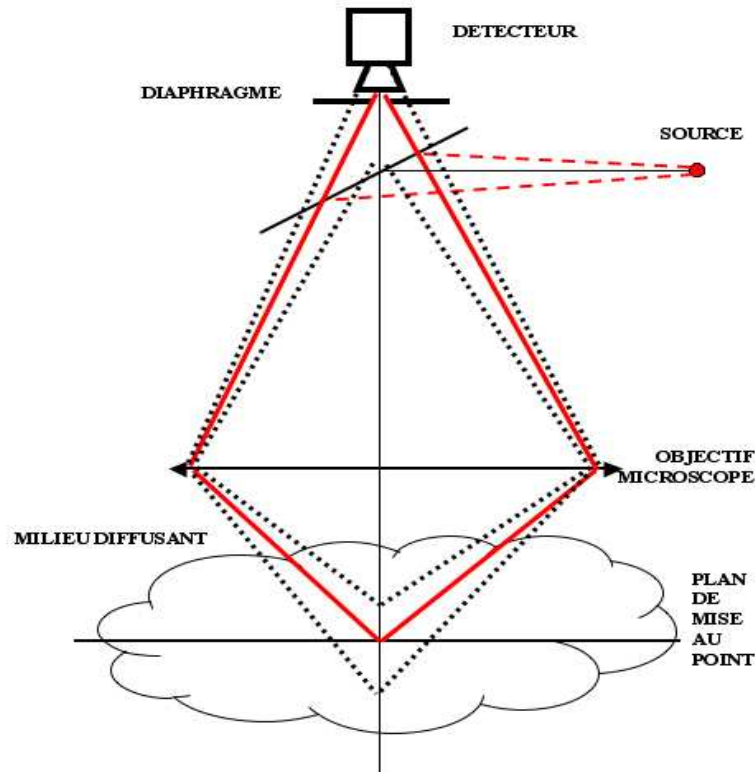 DETECTEUR
DIAPHRAGME
SOURCE
OBJECTIF
MICROSCOPE
MILIEU DIFFUSANT
PLAN
DE
MISE
AU
POINT